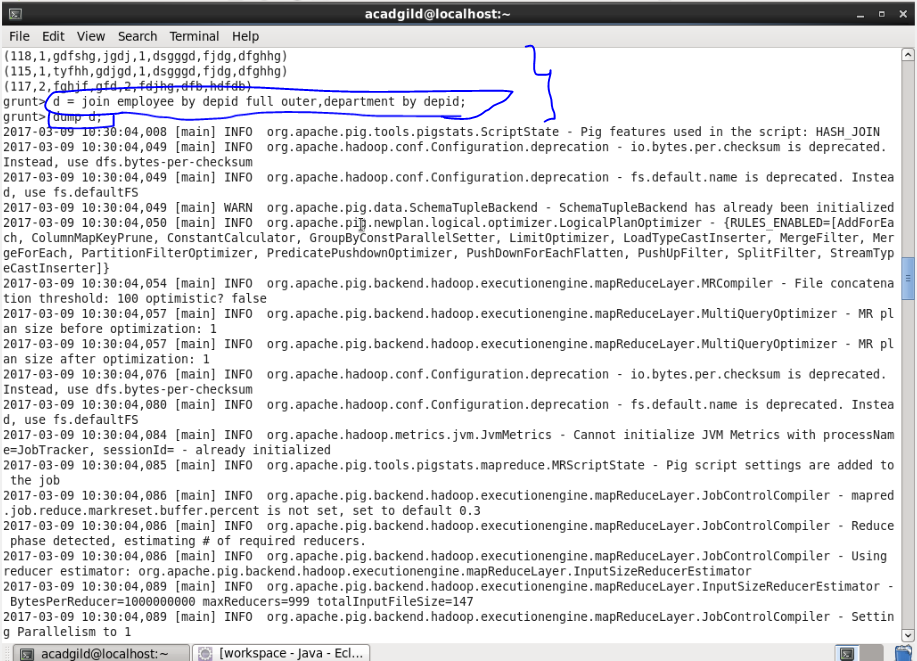 acadgild@localhost:~
File Edit View Search Terminal Help
(118,1,gdfshg,jgdj,1,dsgggd,fjdg,dfghhg)
(115,1,tyfhh,gdjgd,1,dsgggd,fjdg,dfghhg)
(117,2,fghjf,gfd,2,fdjhg,dfb,hdfdb)
grunt> d = join employee by depid full outer,department by depid;
grunt> dump d;
2017-03-09 10:30:04,008 [main] INFO  org.apache.pig.tools.pigstats.ScriptState - Pig features used in the script: HASH_JOIN
2017-03-09 10:30:04,049 [main] INFO  org.apache.hadoop.conf.Configuration.deprecation - io.bytes.per.checksum is deprecated.
Instead, use dfs.bytes-per-checksum
2017-03-09 10:30:04,049 [main] INFO  org.apache.hadoop.conf.Configuration.deprecation - fs.default.name is deprecated. Instea
d, use fs.defaultFS
2017-03-09 10:30:04,049 [main] WARN  org.apache.pig.data.SchemaTupleBackend - SchemaTupleBackend has already been initialized
2017-03-09 10:30:04,050 [main] INFO  org.apache.pig.newplan.logical.optimizer.LogicalPlanOptimizer - {RULES_ENABLED=[AddForEa
ch, ColumnMapKeyPrune, ConstantCalculator, GroupByConstParallelSetter, LimitOptimizer, LoadTypeCastInserter, MergeFilter, Mer
geForEach, PartitionFilterOptimizer, PredicatePushdownOptimizer, PushDownForEachFlatten, PushUpFilter, SplitFilter, StreamTyp
eCastInserter]}
2017-03-09 10:30:04,054 [main] INFO  org.apache.pig.backend.hadoop.executionengine.mapReduceLayer.MRCompiler - File concatena
tion threshold: 100 optimistic? false
2017-03-09 10:30:04,057 [main] INFO  org.apache.pig.backend.hadoop.executionengine.mapReduceLayer.MultiQueryOptimizer - MR pl
an size before optimization: 1
2017-03-09 10:30:04,057 [main] INFO  org.apache.pig.backend.hadoop.executionengine.mapReduceLayer.MultiQueryOptimizer - MR pl
an size after optimization: 1
2017-03-09 10:30:04,076 [main] INFO  org.apache.hadoop.conf.Configuration.deprecation - io.bytes.per.checksum is deprecated.
Instead, use dfs.bytes-per-checksum
2017-03-09 10:30:04,080 [main] INFO  org.apache.hadoop.conf.Configuration.deprecation - fs.default.name is deprecated. Instea
d, use fs.defaultFS
2017-03-09 10:30:04,084 [main] INFO  org.apache.hadoop.metrics.jvm.JvmMetrics - Cannot initialize JVM Metrics with processNam
e=JobTracker, sessionId= - already initialized
2017-03-09 10:30:04,085 [main] INFO  org.apache.pig.tools.pigstats.mapreduce.MRScriptState - Pig script settings are added to
 the job
2017-03-09 10:30:04,086 [main] INFO  org.apache.pig.backend.hadoop.executionengine.mapReduceLayer.JobControlCompiler - mapred
.job.reduce.markreset.buffer.percent is not set, set to default 0.3
2017-03-09 10:30:04,086 [main] INFO  org.apache.pig.backend.hadoop.executionengine.mapReduceLayer.JobControlCompiler - Reduce
 phase detected, estimating # of required reducers.
2017-03-09 10:30:04,086 [main] INFO  org.apache.pig.backend.hadoop.executionengine.mapReduceLayer.JobControlCompiler - Using
reducer estimator: org.apache.pig.backend.hadoop.executionengine.mapReduceLayer.InputSizeReducerEstimator
2017-03-09 10:30:04,089 [main] INFO  org.apache.pig.backend.hadoop.executionengine.mapReduceLayer.InputSizeReducerEstimator -
 BytesPerReducer=1000000000 maxReducers=999 totalInputFileSize=147
2017-03-09 10:30:04,089 [main] INFO  org.apache.pig.backend.hadoop.executionengine.mapReduceLayer.JobControlCompiler - Settin
g Parallelism to 1
acadgild@localhost:~ [workspace - Java - Ecl...